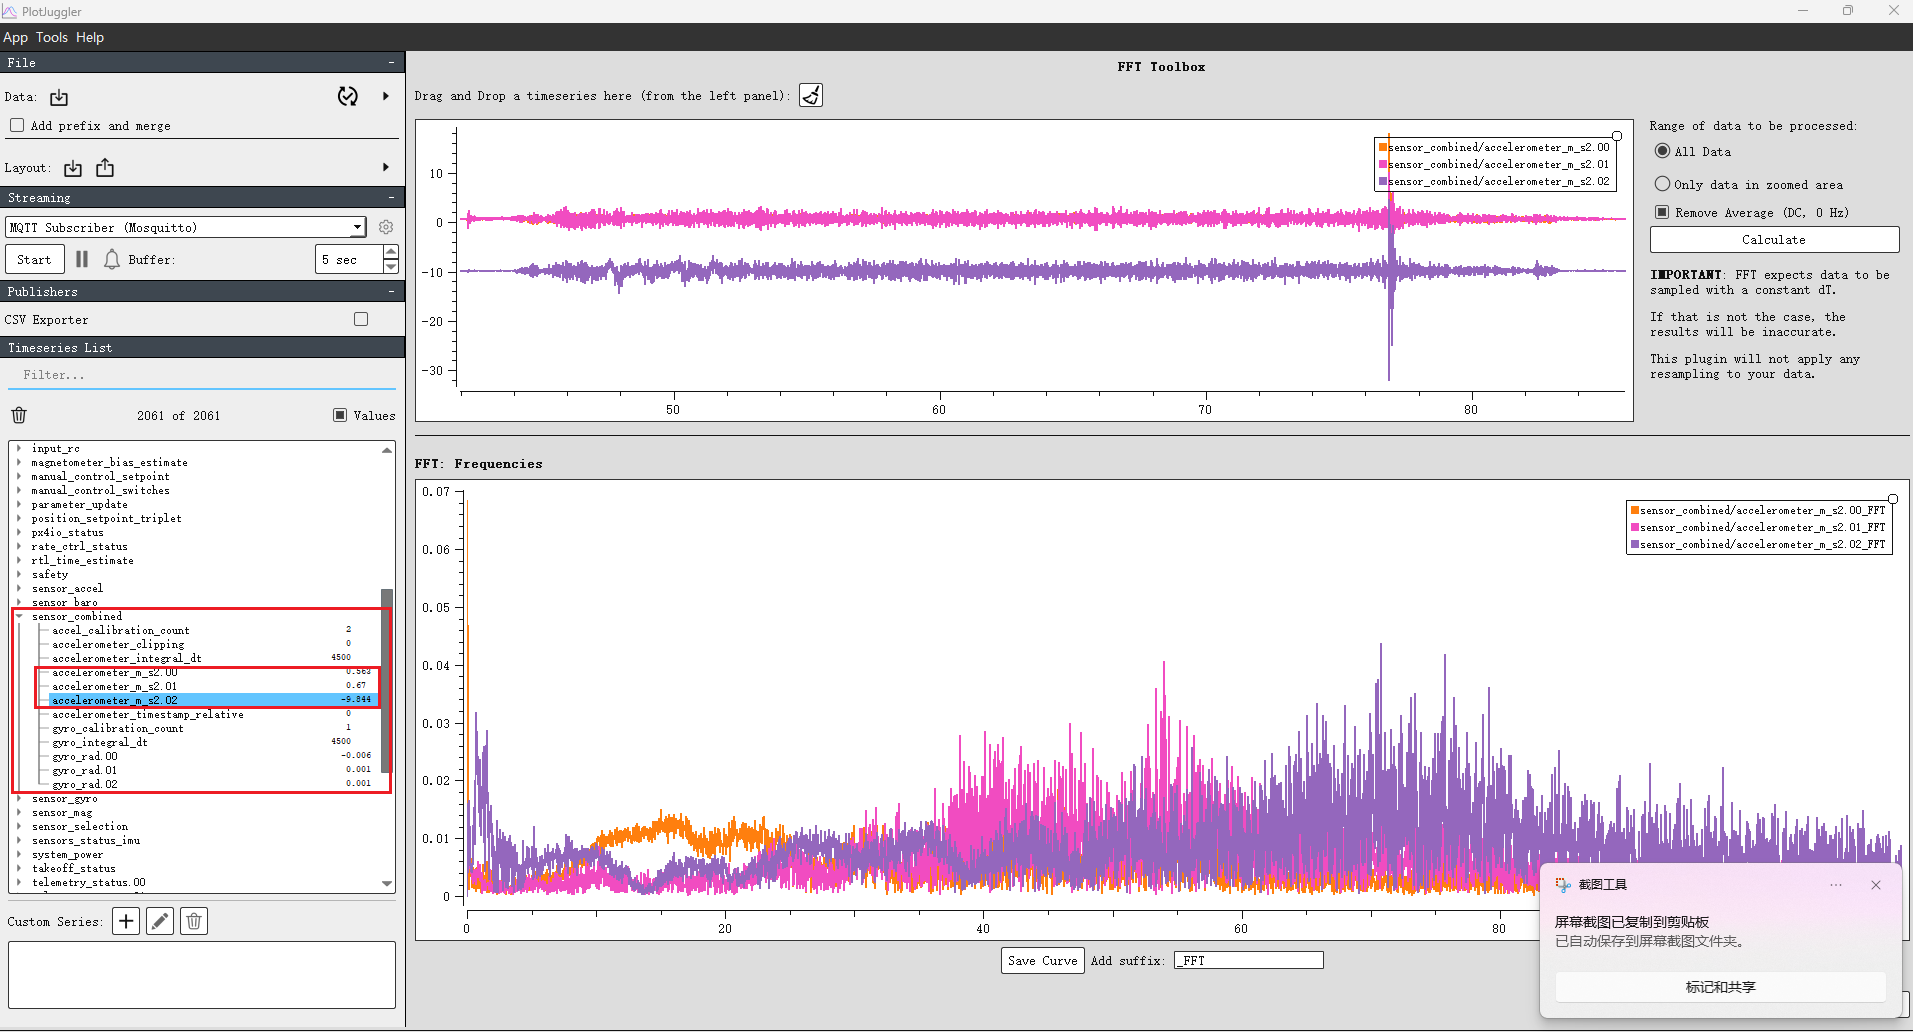 PlotJuggler
App Tools Help
File
Data:
Add prefix and merge
Layout:
Streaming
MQTT Subscriber (Mosquitto)
Start
Buffer:
5 sec
Publishers
CSV Exporter
Timeseries List
Filter...
2061 of 2061
Values
input_rc
magnetometer_bias_estimate
manual_control_setpoint
manual_control_switches
parameter_update
position_setpoint_triplet
px4io_status
rate_ctrl_status
rtl_time_estimate
safety
sensor_accel
sensor_baro
sensor_combined
accel_calibration_count 2
accelerometer_clipping 0
accelerometer_integral_dt 4500
accelerometer_m_s2.00 0.563
accelerometer_m_s2.01 0.67
accelerometer_m_s2.02 -9.844
accelerometer_timestamp_relative 0
gyro_calibration_count 1
gyro_integral_dt 4500
gyro_rad.00 -0.006
gyro_rad.01 0.001
gyro_rad.02 0.001
sensor_gyro
sensor_mag
sensor_selection
sensors_status_imu
system_power
takeoff_status
telemetry_status.00
Custom Series:
FFT Toolbox
Drag and Drop a timeseries here (from the left panel):
10
0
-10
-20
-30
50 60 70 80
sensor_combined/accelerometer_m_s2.00
sensor_combined/accelerometer_m_s2.01
sensor_combined/accelerometer_m_s2.02
Range of data to be processed:
All Data
Only data in zoomed area
Remove Average (DC, 0 Hz)
Calculate
IMPORTANT: FFT expects data to be
sampled with a constant dT.
If that is not the case, the
results will be inaccurate.
This plugin will not apply any
resampling to your data.
FFT: Frequencies
0.07
0.06
0.05
0.04
0.03
0.02
0.01
0
0 20 40 60 80
sensor_combined/accelerometer_m_s2.00_FFT
sensor_combined/accelerometer_m_s2.01_FFT
sensor_combined/accelerometer_m_s2.02_FFT
Save Curve
Add suffix:
_FFT
截图工具
屏幕截图已复制到剪贴板
已自动保存到屏幕截图文件夹。
标记和共享